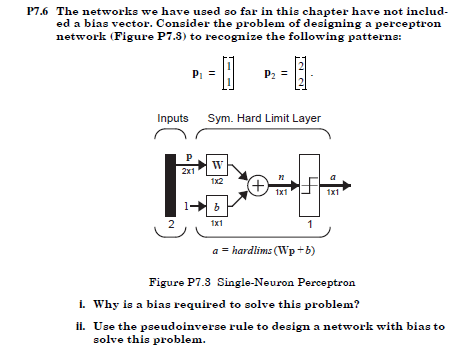 P7.6 The networks we have used so far in this chapter have not includ-
ed a bias vector. Consider the problem of designing a perceptron
network (Figure P7.3) to recognize the following patterns:
p1 = [1 1] p2 = [2 2] .
Inputs Sym. Hard Limit Layer
p
2x1
W
1x2
+
n
1x1
a
1x1
1
b
2 1x1 1
a = hardlims (Wp + b)
Figure P7.3 Single-Neuron Perceptron
i. Why is a bias required to solve this problem?
ii. Use the pseudoinverse rule to design a network with bias to
solve this problem.